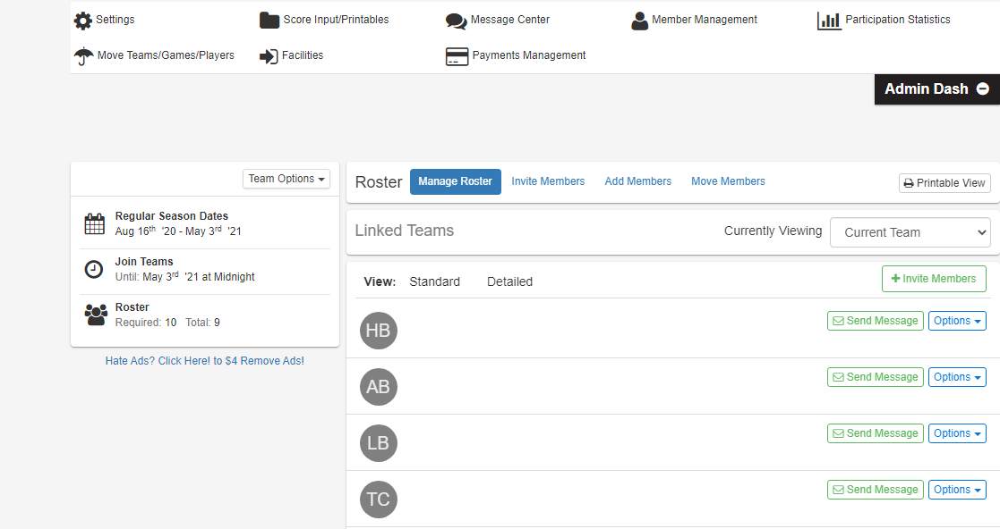 Settings
Score Input/Printables
Message Center
Member Management
Participation Statistics
Move Teams/Games/Players
Facilities
Payments Management
Admin Dash
Team Options
Regular Season Dates
Aug 16th '20 - May 3rd '21
Join Teams
Until: May 3rd '21 at Midnight
Roster
Required: 10 Total: 9
Hate Ads? Click Here! to $4 Remove Ads!
Roster Manage Roster Invite Members Add Members Move Members Printable View
Linked Teams Currently Viewing Current Team
View: Standard Detailed + Invite Members
HB Send Message Options
AB Send Message Options
LB Send Message Options
TC Send Message Options